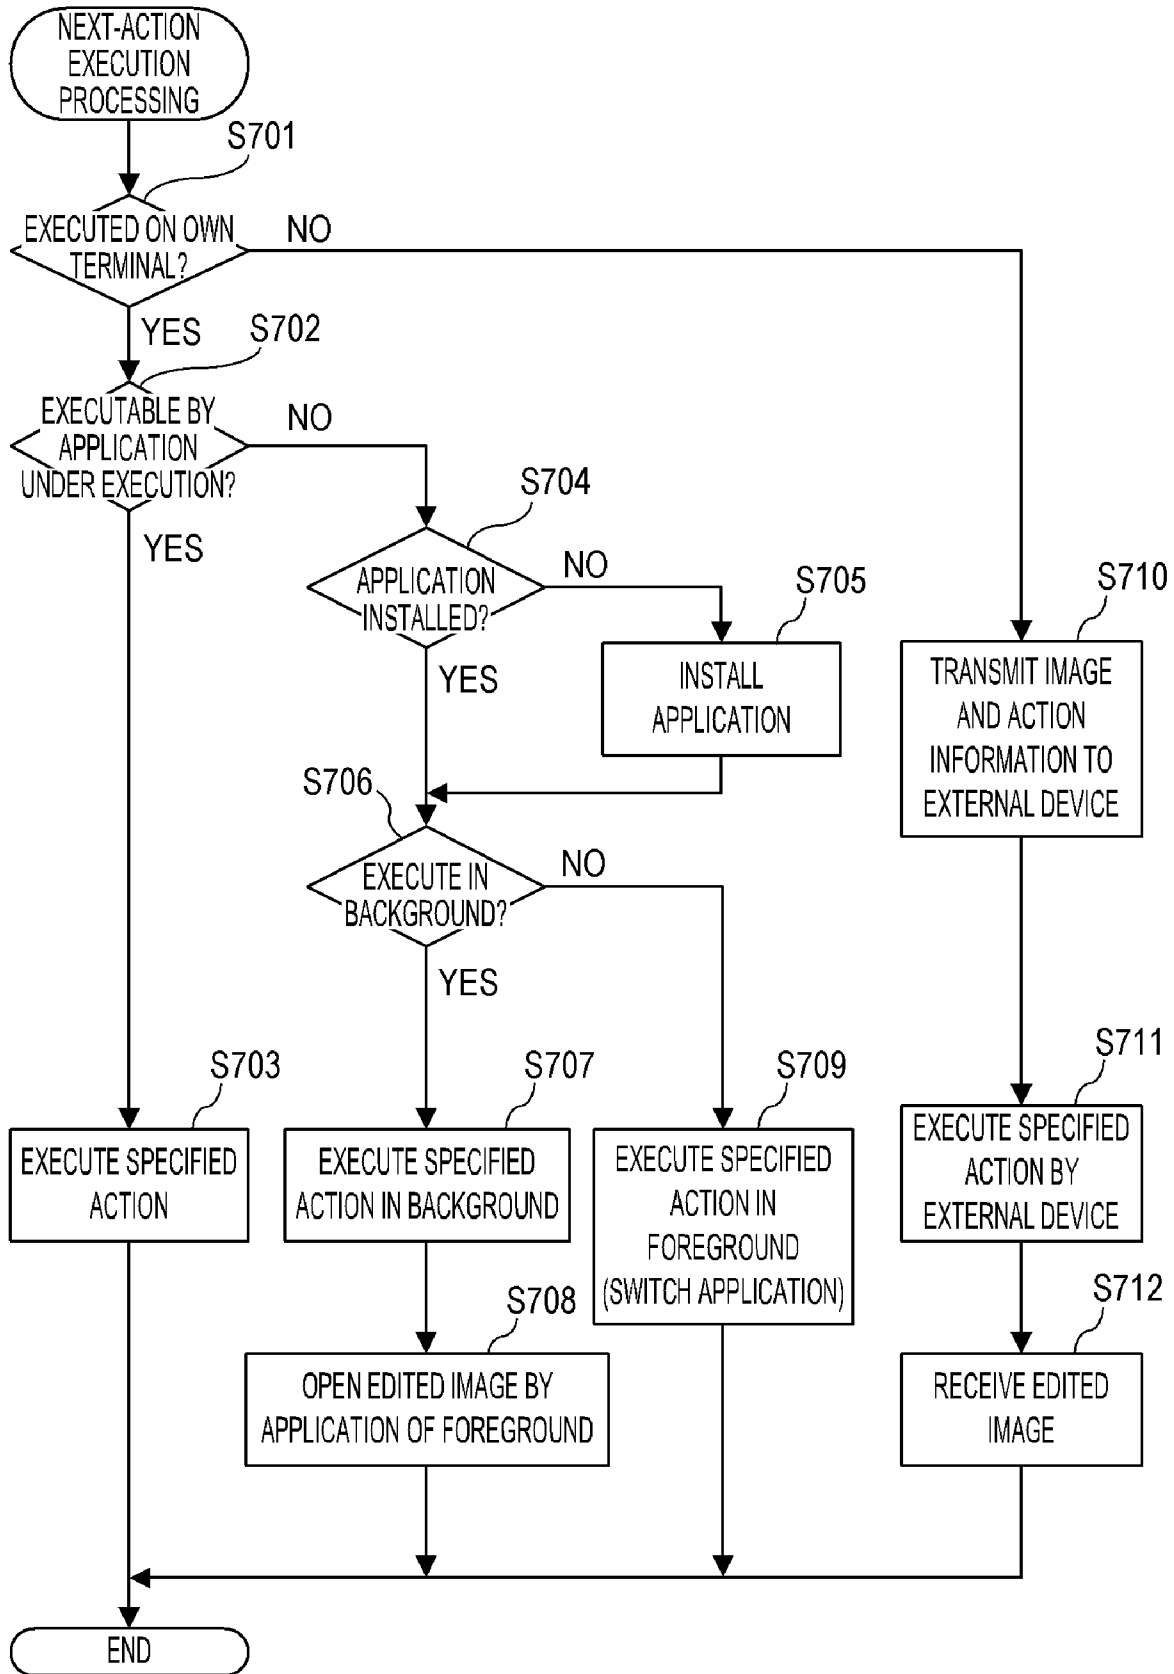 NEXT-ACTION
EXECUTION
PROCESSING
S701
EXECUTED ON OWN
TERMINAL?
NO
YES
S702
EXECUTABLE BY
APPLICATION
UNDER EXECUTION?
NO
YES
S704
APPLICATION
INSTALLED?
NO
YES
S705
INSTALL
APPLICATION
S710
TRANSMIT IMAGE
AND ACTION
INFORMATION TO
EXTERNAL DEVICE
S706
EXECUTE IN
BACKGROUND?
NO
YES
S703
EXECUTE SPECIFIED
ACTION
S707
EXECUTE SPECIFIED
ACTION IN BACKGROUND
S709
EXECUTE SPECIFIED
ACTION IN
FOREGROUND
(SWITCH APPLICATION)
S711
EXECUTE SPECIFIED
ACTION BY
EXTERNAL DEVICE
S708
OPEN EDITED IMAGE BY
APPLICATION OF FOREGROUND
S712
RECEIVE EDITED
IMAGE
END